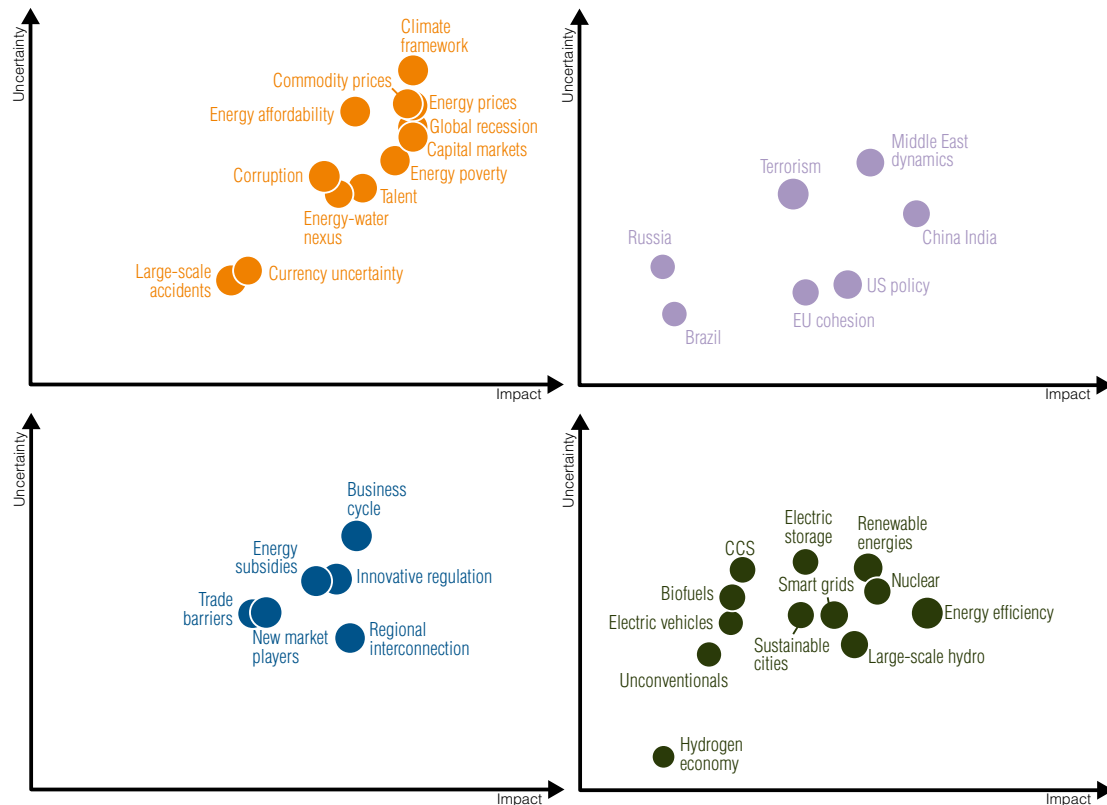 Uncertainty
Climate
framework
Commodity prices
Energy prices
Energy affordability
Global recession
Capital markets
Energy poverty
Corruption
Talent
Energy-water
nexus
Large-scale
accidents
Currency uncertainty
Impact
Uncertainty
Middle East
dynamics
Terrorism
China India
Russia
US policy
EU cohesion
Brazil
Impact
Uncertainty
Business
cycle
Energy
subsidies
Innovative regulation
Trade
barriers
New market
players
Regional
interconnection
Impact
Uncertainty
Electric
storage
Renewable
energies
CCS
Smart grids
Nuclear
Biofuels
Energy efficiency
Electric vehicles
Sustainable
cities
Large-scale hydro
Unconventionals
Hydrogen
economy
Impact